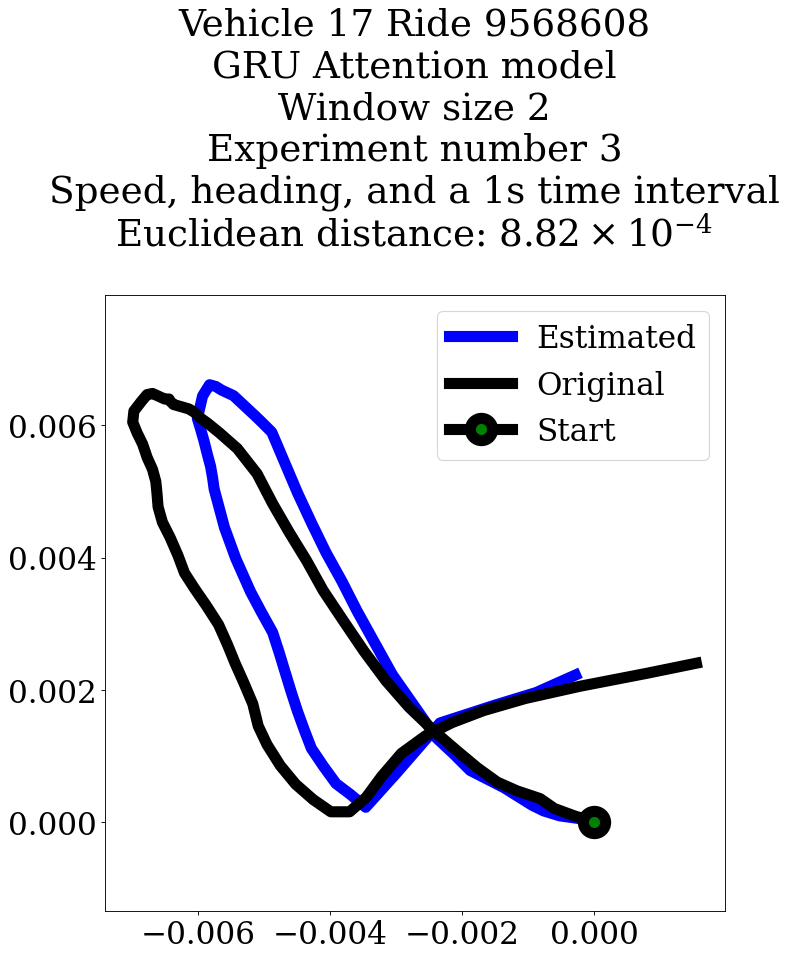 Vehicle 17 Ride 9568608
GRU Attention model
Window size 2
Experiment number 3
Speed, heading, and a 1s time interval
Euclidean distance: 8.82 × 10⁻⁴
Estimated
Original
Start
0.006
0.004
0.002
0.000
−0.006 −0.004 −0.002 0.000